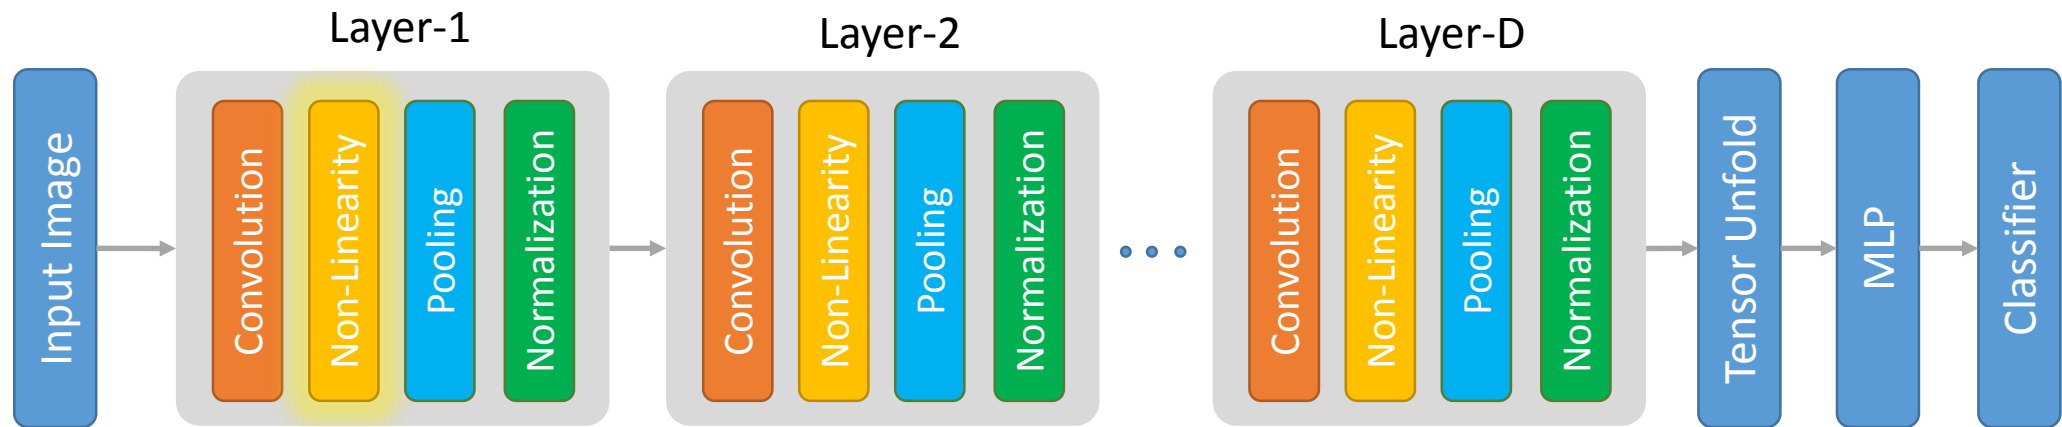 Layer-1
Layer-2
Layer-D
Input Image
Convolution
Non-Linearity
Pooling
Normalization
Convolution
Non-Linearity
Pooling
Normalization
Convolution
Non-Linearity
Pooling
Normalization
Tensor Unfold
MLP
Classifier